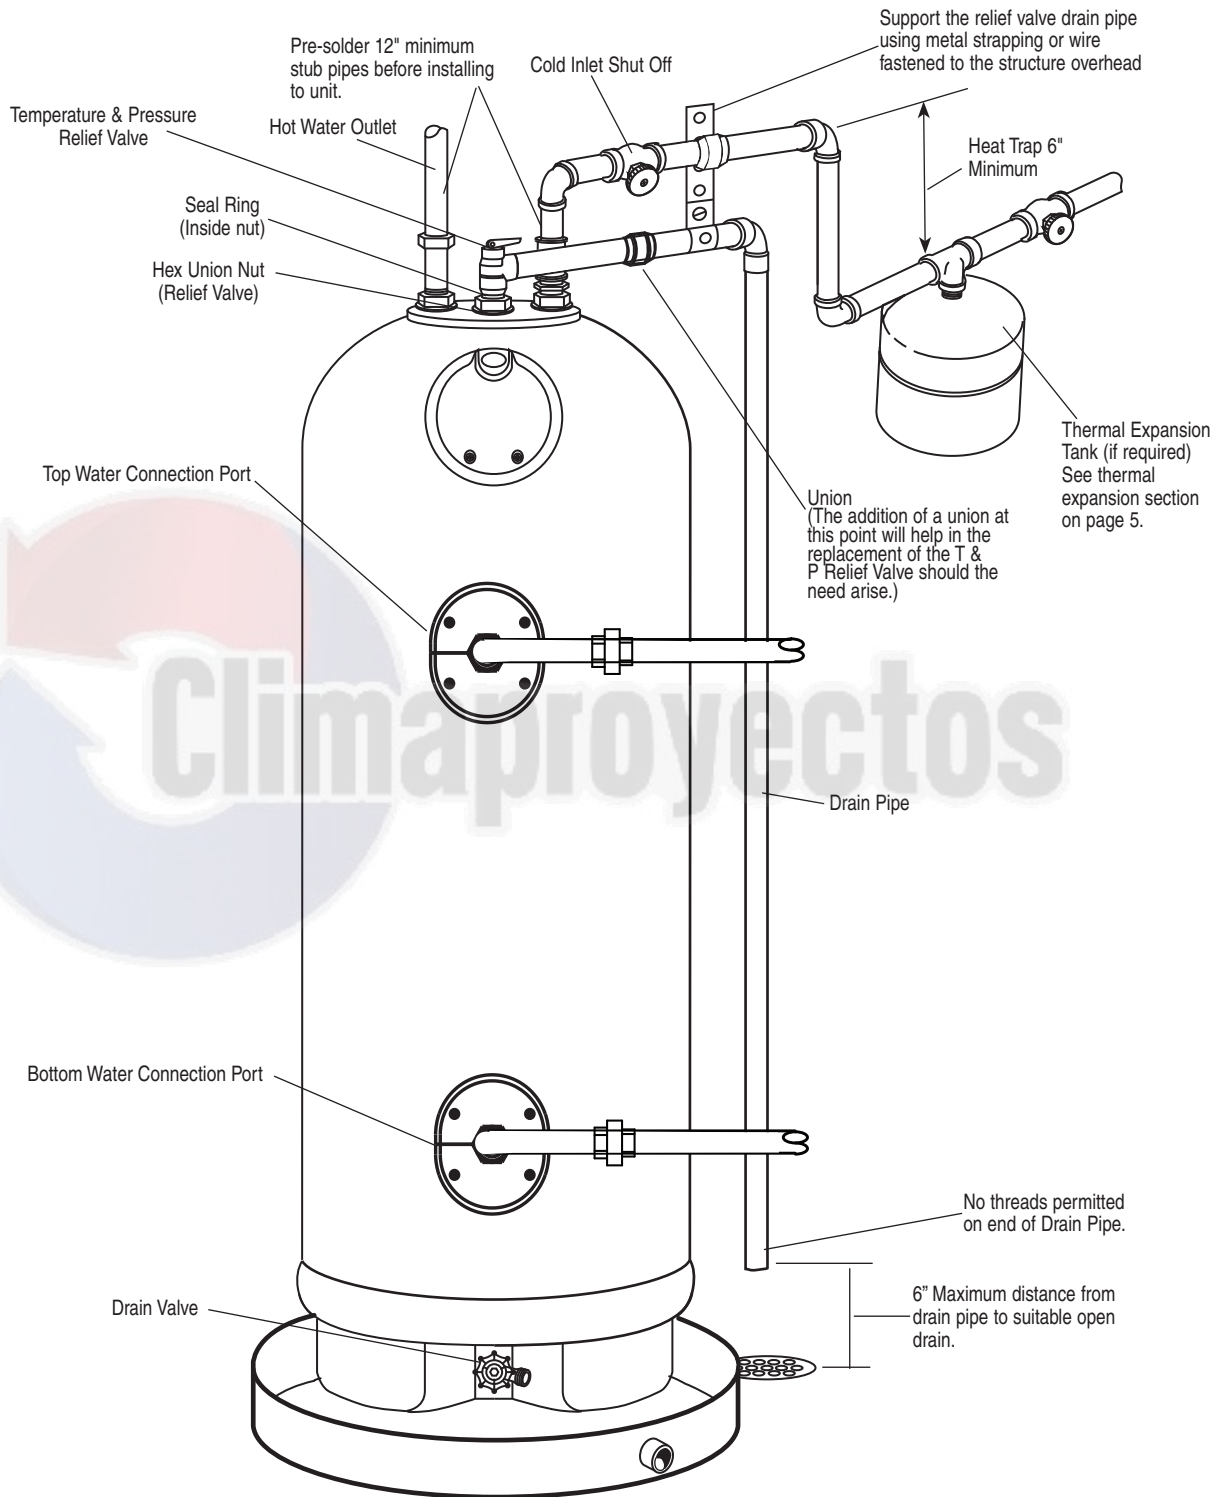 Support the relief valve drain pipe
using metal strapping or wire
fastened to the structure overhead
Pre-solder 12" minimum
stub pipes before installing
to unit.
Cold Inlet Shut Off
Temperature & Pressure
Relief Valve
Hot Water Outlet
Heat Trap 6"
Minimum
Seal Ring
(Inside nut)
Hex Union Nut
(Relief Valve)
Thermal Expansion
Tank (if required)
See thermal
expansion section
on page 5.
Top Water Connection Port
Union
(The addition of a union at
this point will help in the
replacement of the T &
P Relief Valve should the
need arise.)
Climaproyectos
Drain Pipe
Bottom Water Connection Port
No threads permitted
on end of Drain Pipe.
6” Maximum distance from
drain pipe to suitable open
drain.
Drain Valve